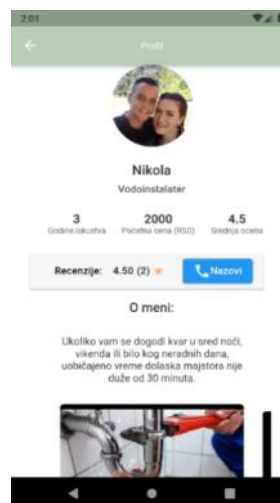 2:01
Profil
Nikola
Vodoinstalater
3 2000 4.5
Godine iskustva Početna cena (RSD) Srednja ocena
Recenzije: 4.50 (2) Nazovi
O meni:
Ukoliko vam se dogodi kvar u sred noći,
vikenda ili bilo kog neradnih dana,
uobičajeno vreme dolaska majstora nije
duže od 30 minuta.